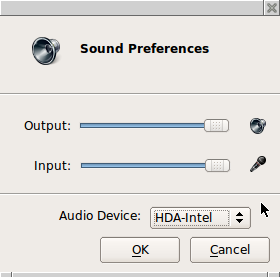 Sound Preferences
Output:
Input:
Audio Device: HDA-Intel
OK Cancel